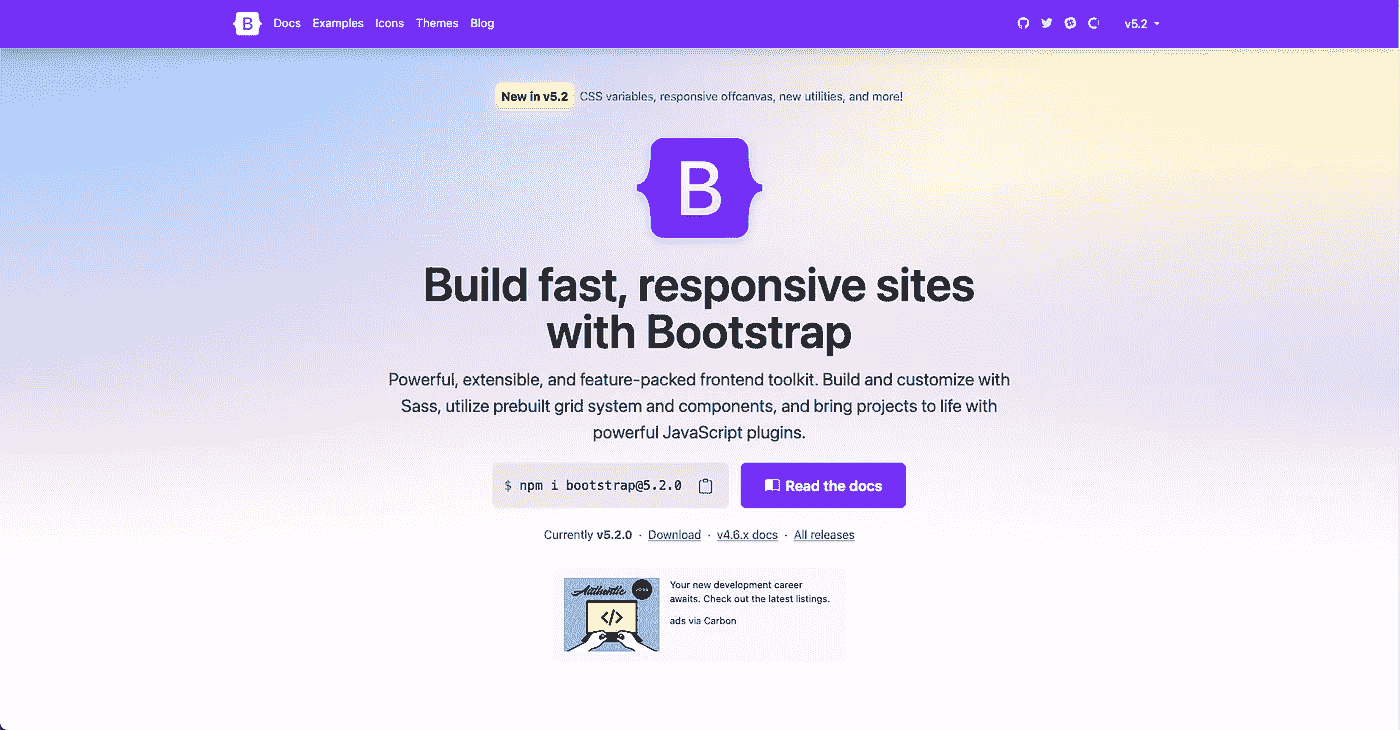 B Docs Examples Icons Themes Blog v5.2
New in v5.2 CSS variables, responsive offcanvas, new utilities, and more!
B
Build fast, responsive sites
with Bootstrap
Powerful, extensible, and feature-packed frontend toolkit. Build and customize with
Sass, utilize prebuilt grid system and components, and bring projects to life with
powerful JavaScript plugins.
$ npm i bootstrap@5.2.0 Read the docs
Currently v5.2.0 · Download · v4.6.x docs · All releases
Authentic
</>
Your new development career
awaits. Check out the latest listings.
ads via Carbon